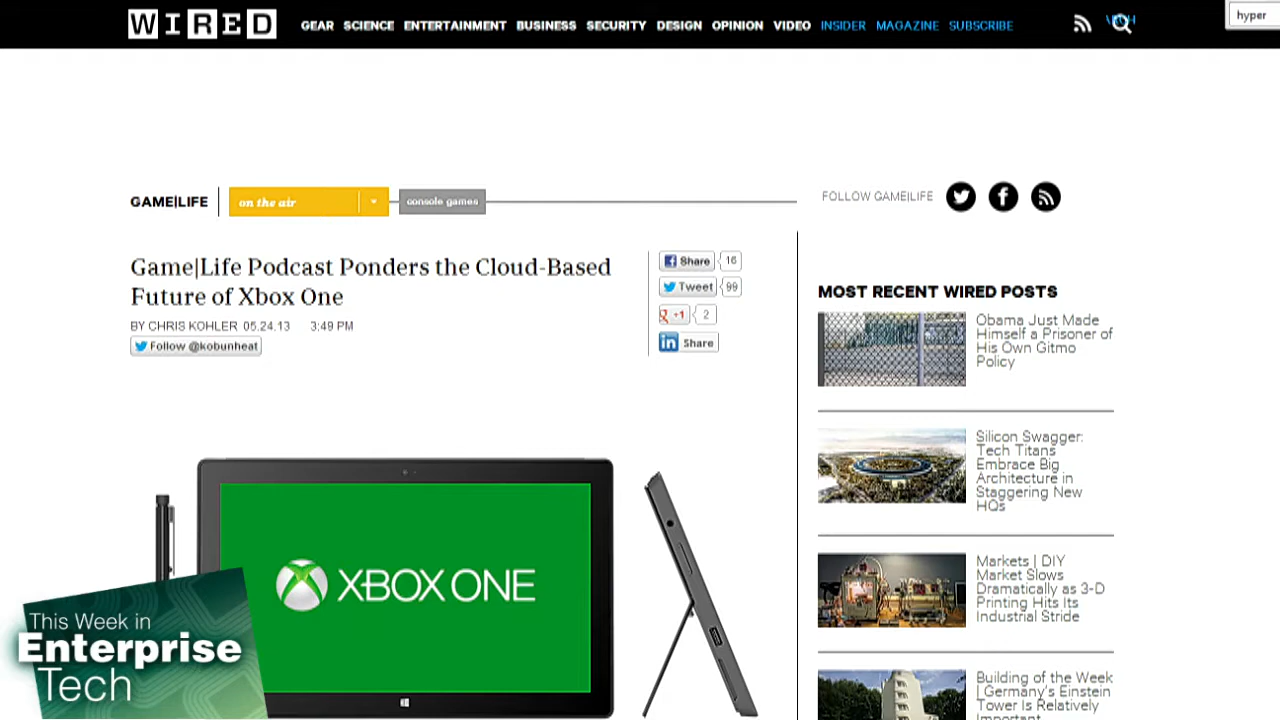 WIRED
GEAR SCIENCE ENTERTAINMENT BUSINESS SECURITY DESIGN OPINION VIDEO INSIDER MAGAZINE SUBSCRIBE
hyper
GAME|LIFE
on the air
console games
FOLLOW GAME|LIFE
Game|Life Podcast Ponders the Cloud-Based
Future of Xbox One
BY CHRIS KOHLER 05.24.13 3:49 PM
Follow @kobunheat
Share 16
Tweet 99
+1 2
in Share
XBOX ONE
MOST RECENT WIRED POSTS
Obama Just Made
Himself a Prisoner of
His Own Gitmo
Policy
Silicon Swagger:
Tech Titans
Embrace Big
Architecture in
Staggering New
HQs
Markets | DIY
Market Slows
Dramatically as 3-D
Printing Hits Its
Industrial Stride
Building of the Week
| Germany's Einstein
Tower Is Relatively
Important
This Week in
Enterprise
Tech